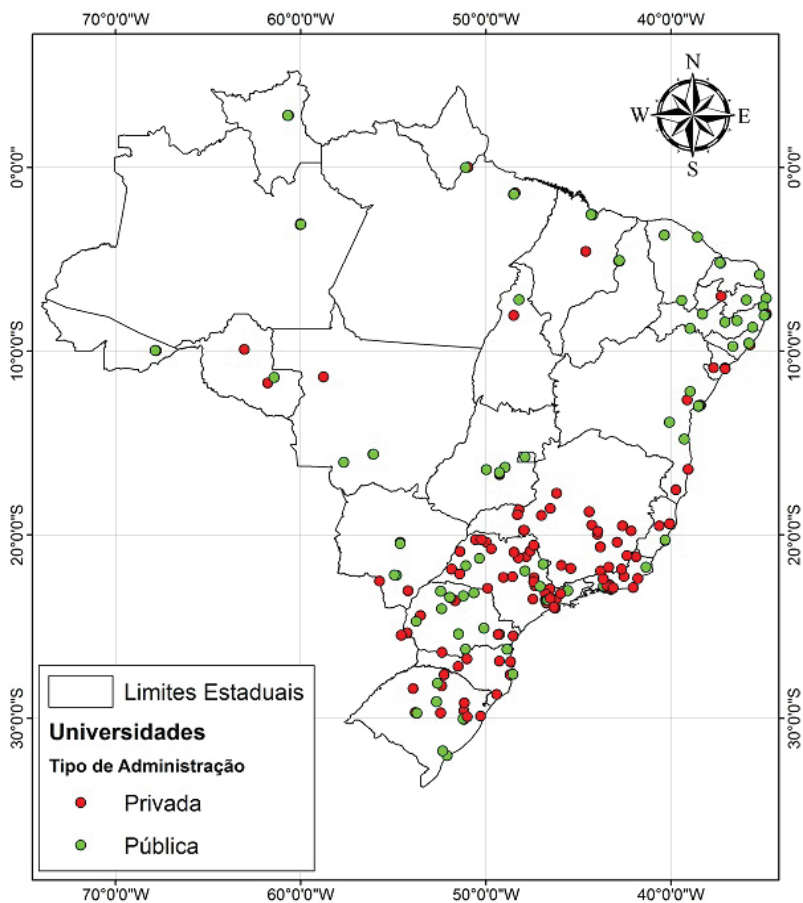 70°0'0"W 60°0'0"W 50°0'0"W 40°0'0"W
N
W E
S
0°0'0" 0°0'0"
10°0'0"S 10°0'0"S
20°0'0"S 20°0'0"S
30°0'0"S 30°0'0"S
Limites Estaduais
Universidades
Tipo de Administração
Privada
Pública
70°0'0"W 60°0'0"W 50°0'0"W 40°0'0"W